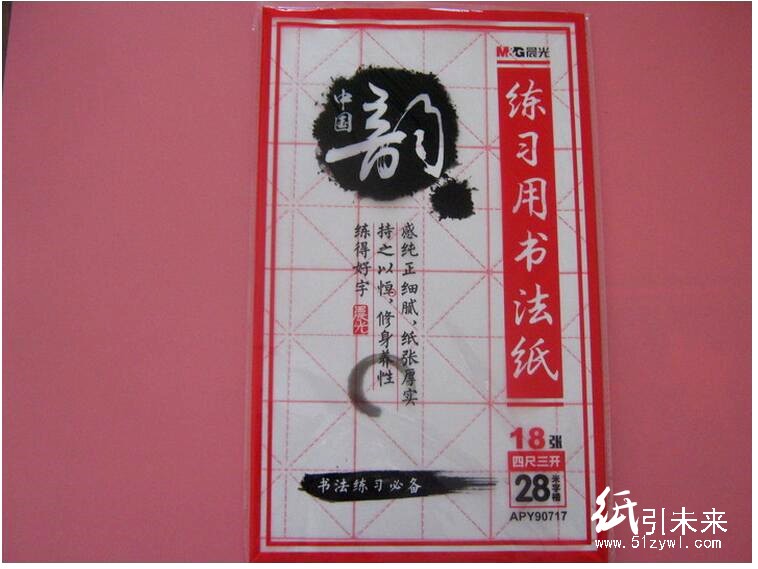 M&G晨光
练习用书法纸
中国
韵
感纯正细腻，纸张厚实
持之以恒，修身养性
练得好字
晨光
18张
四尺三开
28米字格
APY90717
书法练习必备
纸引未来
www.51zywl.com